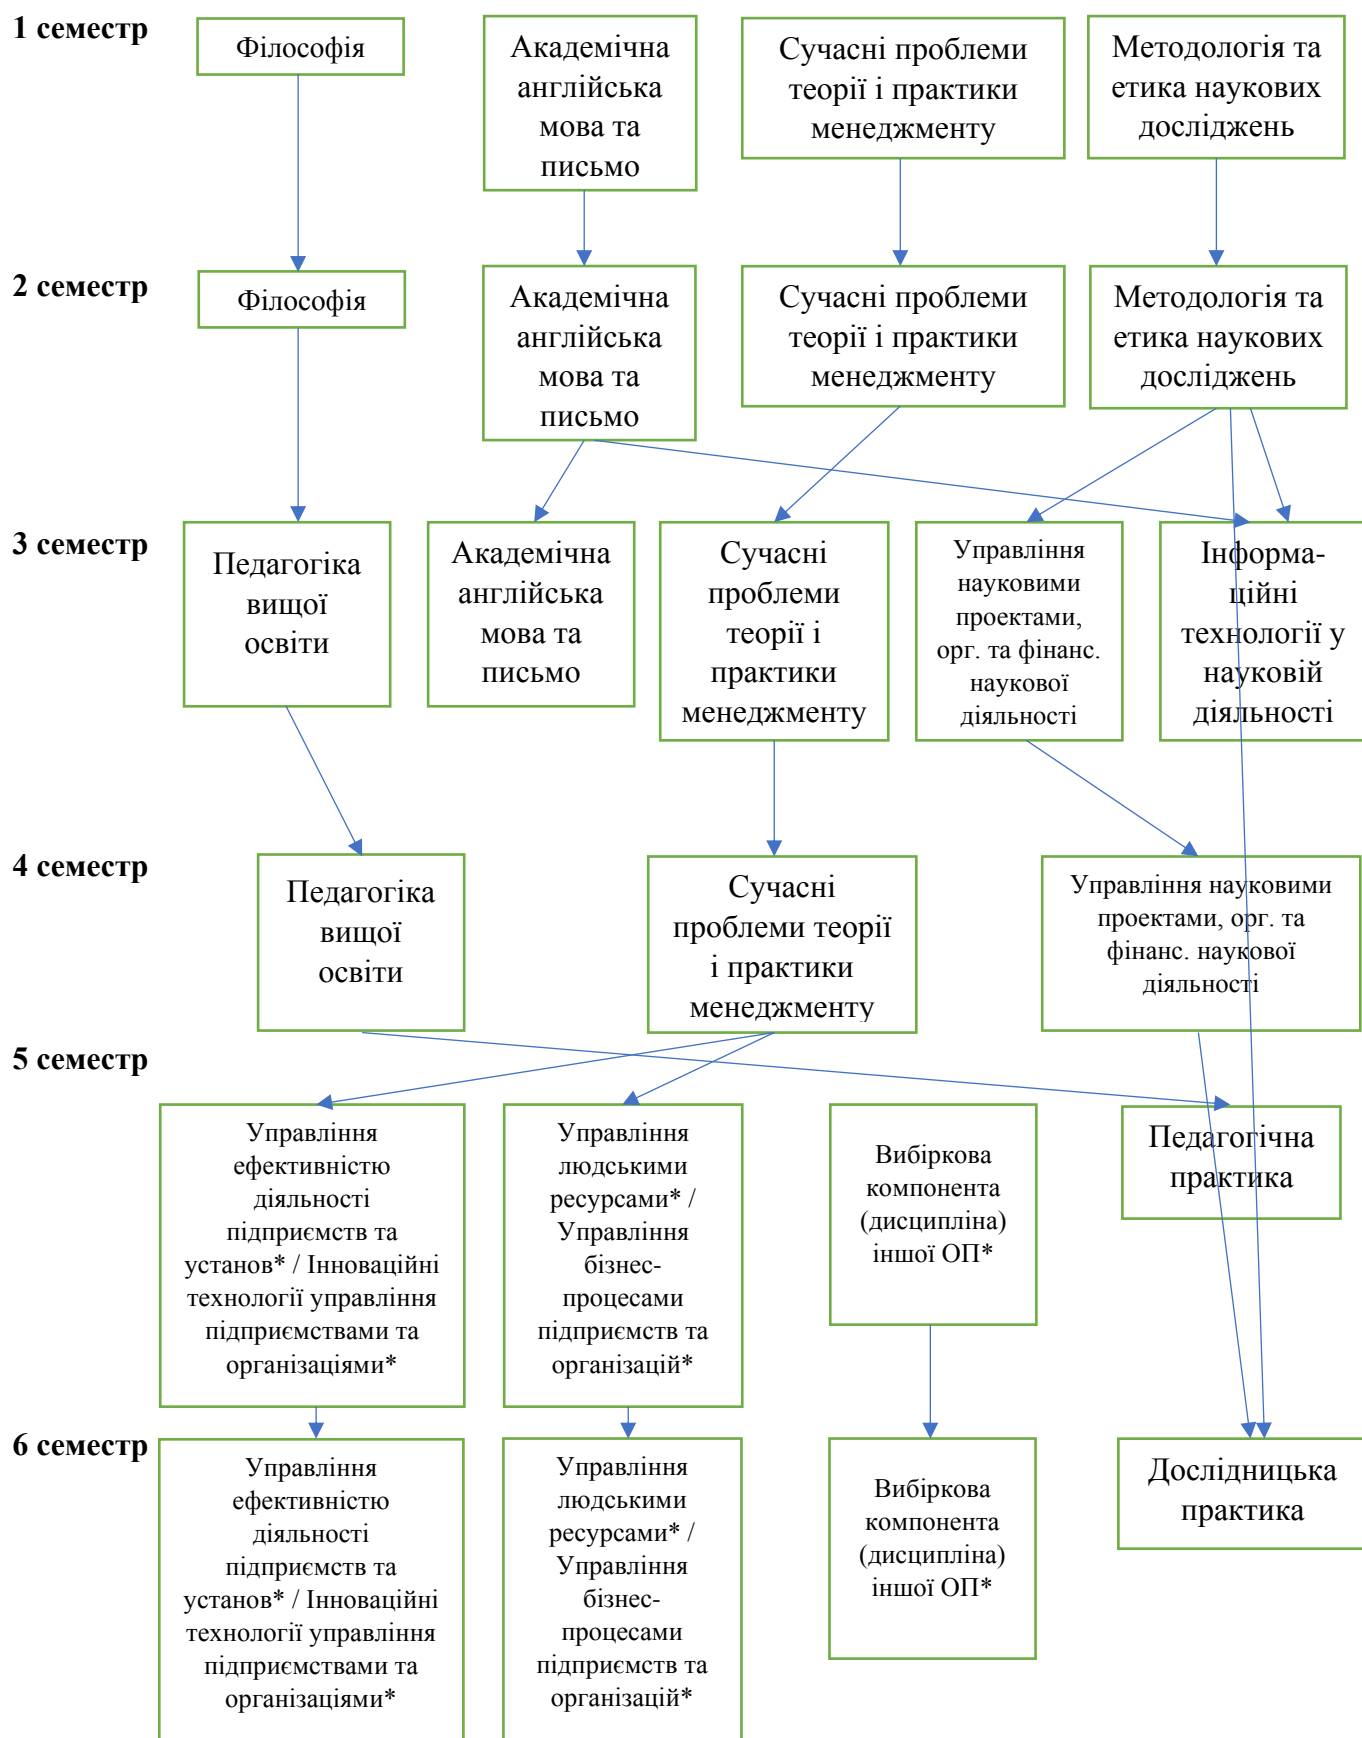 1 семестр
Філософія
Академічна
англійська
мова та
письмо
Сучасні проблеми
теорії і практики
менеджменту
Методологія та
етика наукових
досліджень
2 семестр
Філософія
Академічна
англійська
мова та
письмо
Сучасні проблеми
теорії і практики
менеджменту
Методологія та
етика наукових
досліджень
3 семестр
Педагогіка
вищої
освіти
Академічна
англійська
мова та
письмо
Сучасні
проблеми
теорії і
практики
менеджменту
Управління
науковими
проектами,
орг. та фінанс.
наукової
діяльності
Інформа-
ційні
технології у
науковій
діяльності
4 семестр
Педагогіка
вищої
освіти
Сучасні
проблеми теорії
і практики
менеджменту
Управління науковими
проектами, орг. та
фінанс. наукової
діяльності
5 семестр
Управління
ефективністю
діяльності
підприємств та
установ* / Інноваційні
технології управління
підприємствами та
організаціями*
Управління
людськими
ресурсами* /
Управління
бізнес-
процесами
підприємств та
організацій*
Вибіркова
компонента
(дисципліна)
іншої ОП*
Педагогічна
практика
6 семестр
Управління
ефективністю
діяльності
підприємств та
установ* / Інноваційні
технології управління
підприємствами та
організаціями*
Управління
людськими
ресурсами* /
Управління
бізнес-
процесами
підприємств та
організацій*
Вибіркова
компонента
(дисципліна)
іншої ОП*
Дослідницька
практика